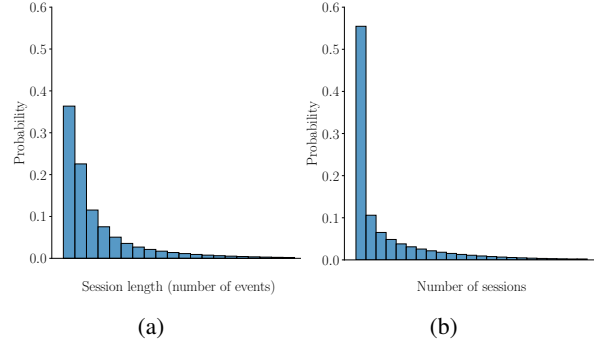 0.6
0.5
0.4
0.3
0.2
0.1
0.0
Probability
Session length (number of events)
(a)
0.6
0.5
0.4
0.3
0.2
0.1
0.0
Probability
Number of sessions
(b)